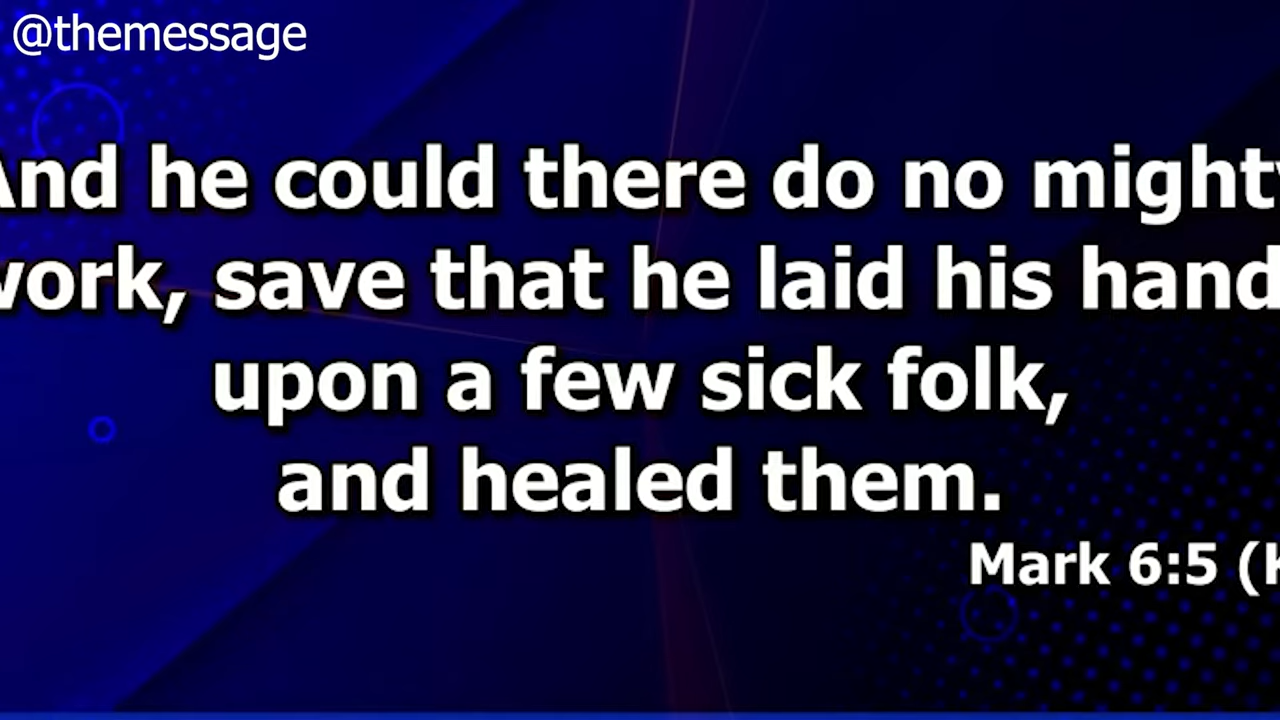 @themessage
And he could there do no mighty
work, save that he laid his hand
upon a few sick folk,
and healed them.
Mark 6:5 (K